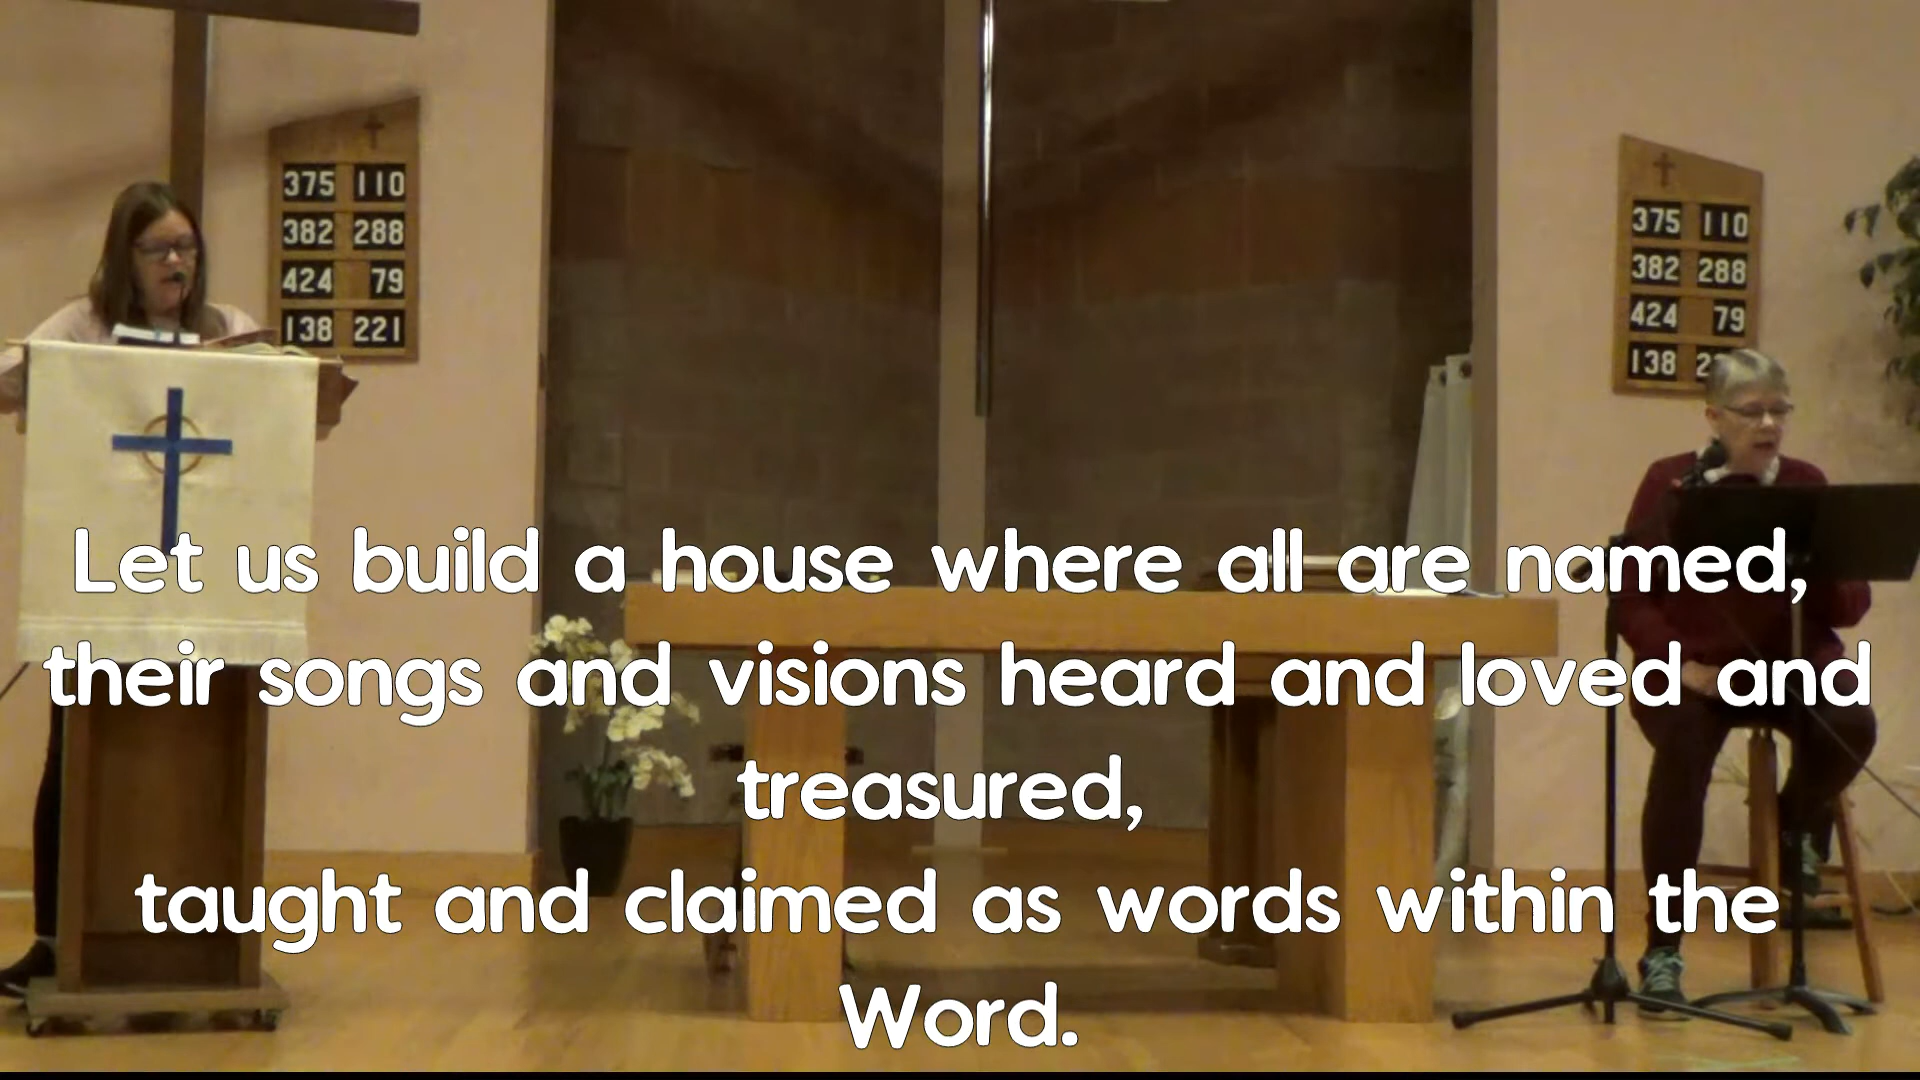 375 110
382 288
424 79
138 221
375 110
382 288
424 79
138
Let us build a house where all are named,
their songs and visions heard and loved and
treasured,
taught and claimed as words within the
Word.